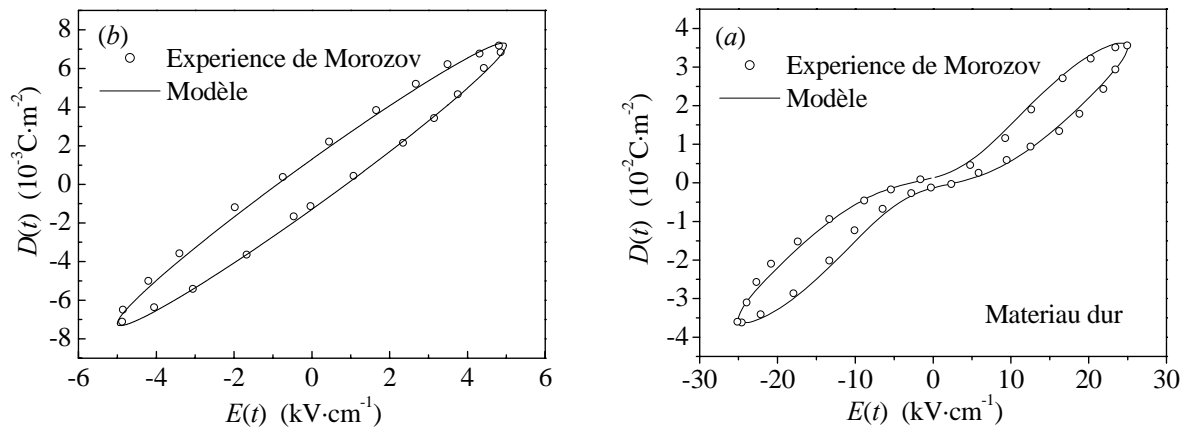 (b)
Experience de Morozov
Modèle
D(t) (10⁻³C·m⁻²)
8
6
4
2
0
-2
-4
-6
-8
-6 -4 -2 0 2 4 6
E(t) (kV·cm⁻¹)
(a)
Experience de Morozov
Modèle
Materiau dur
D(t) (10⁻²C·m⁻²)
4
3
2
1
0
-1
-2
-3
-4
-30 -20 -10 0 10 20 30
E(t) (kV·cm⁻¹)